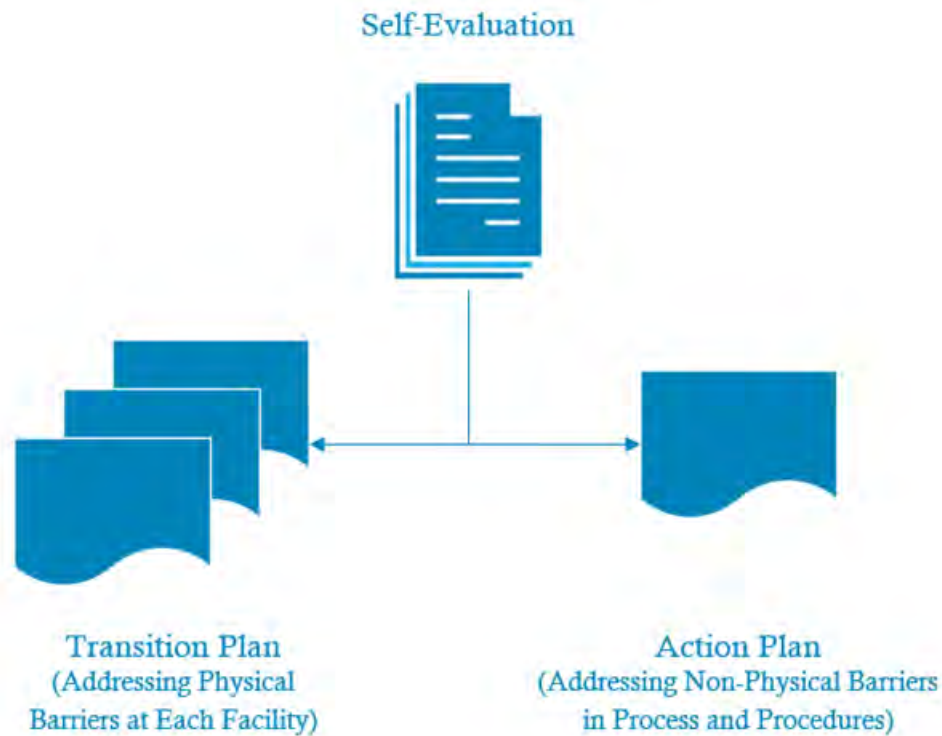 Self-Evaluation
Transition Plan
(Addressing Physical
Barriers at Each Facility)
Action Plan
(Addressing Non-Physical Barriers
in Process and Procedures)